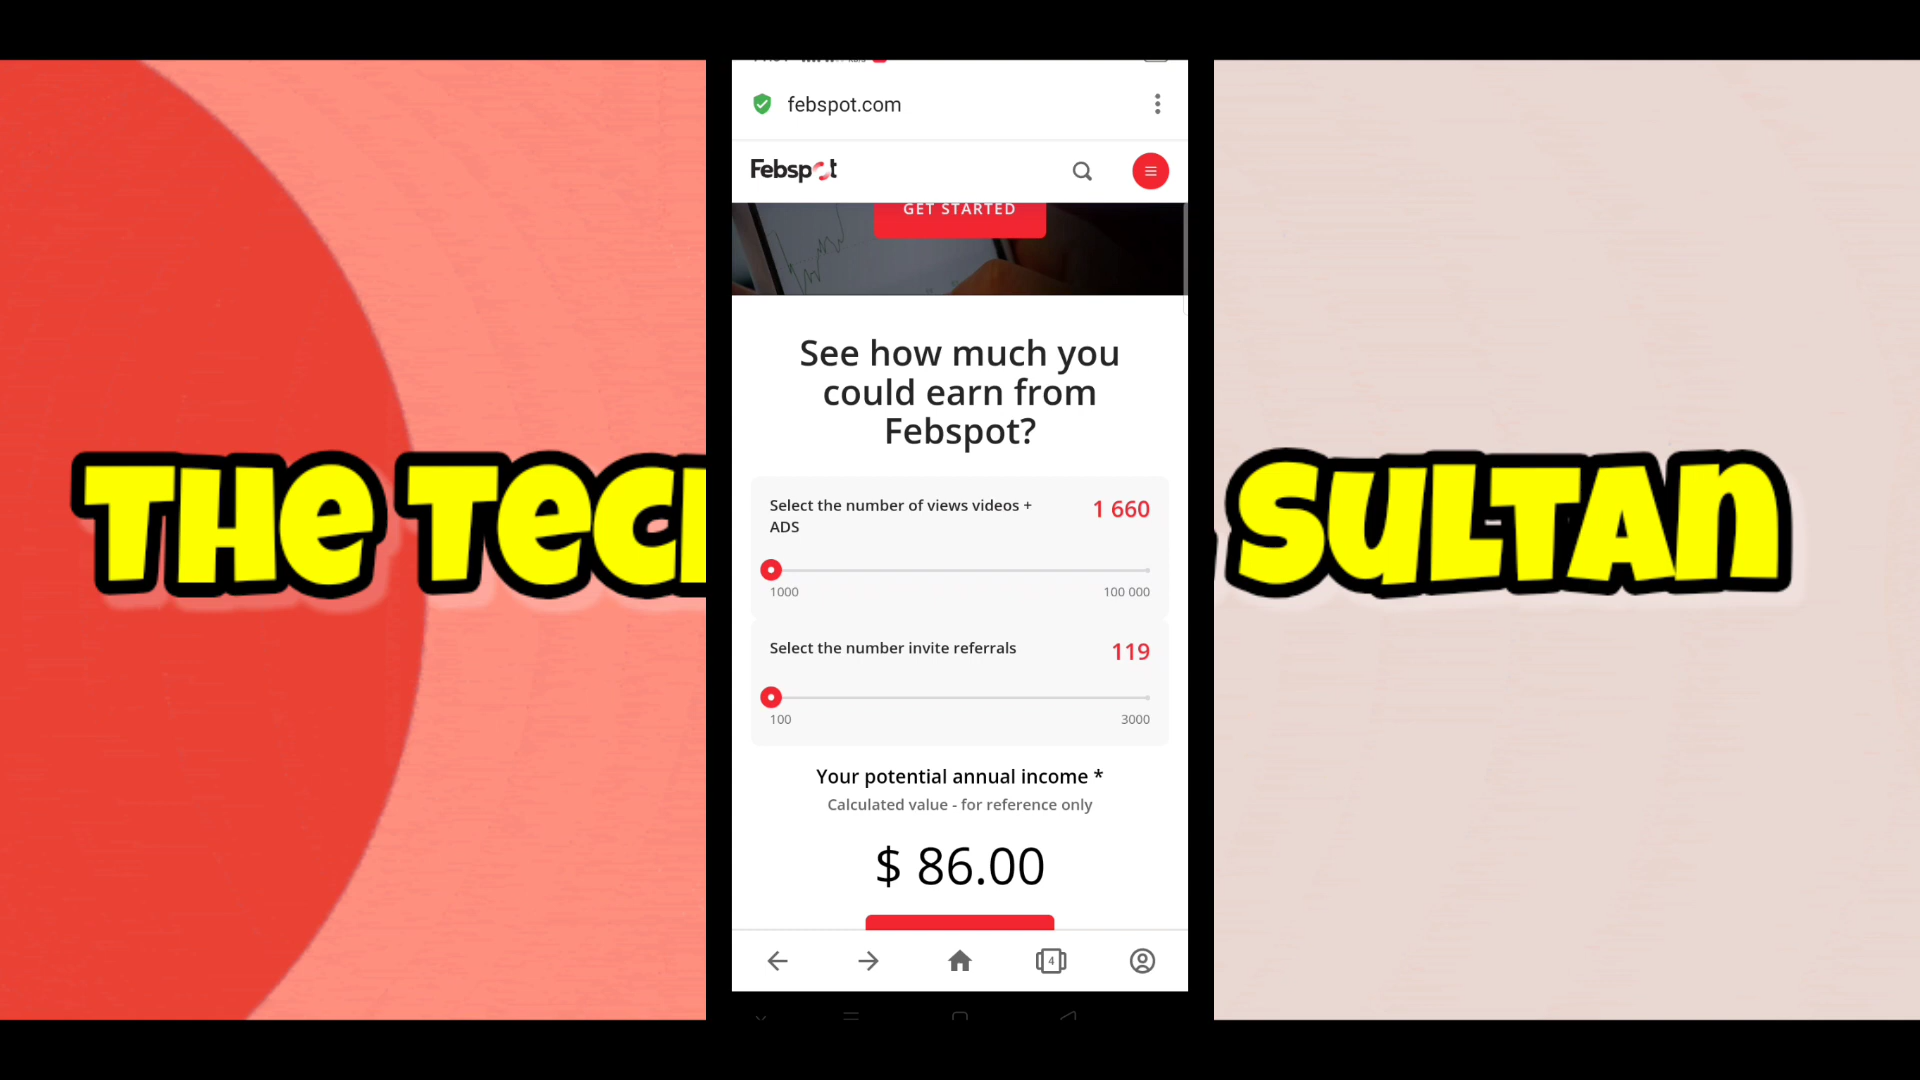 febspot.com
Febspot
GET STARTED
See how much you
could earn from
Febspot?
Select the number of views videos +
ADS
1 660
1000
100 000
Select the number invite referrals
119
100
3000
Your potential annual income *
Calculated value - for reference only
$ 86.00
4
THE TECH
SULTAN